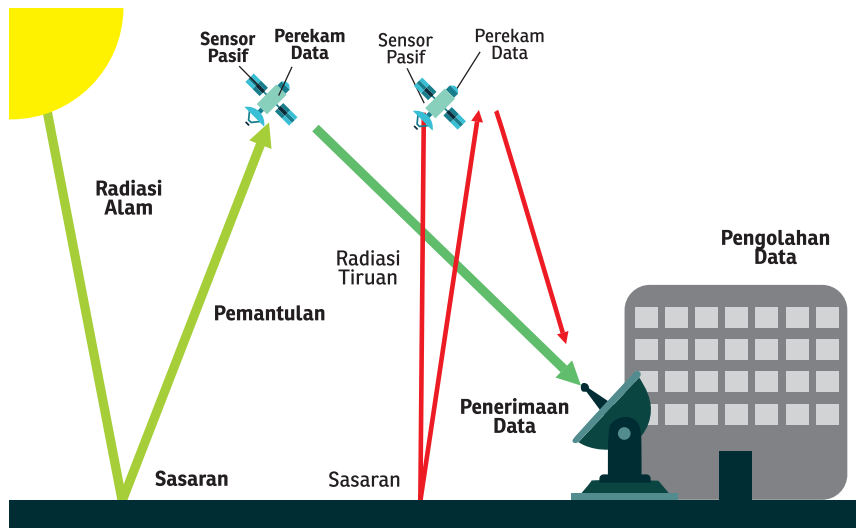 Sensor
Pasif
Perekam
Data
Sensor
Pasif
Perekam
Data
Radiasi
Alam
Pemantulan
Radiasi
Tiruan
Pengolahan
Data
Penerimaan
Data
Sasaran
Sasaran